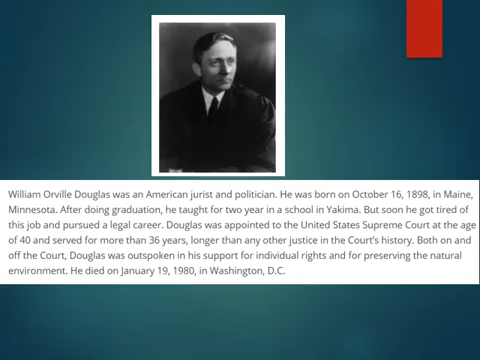 William Orville Douglas was an American jurist and politician. He was born on October 16, 1898, in Maine,
Minnesota. After doing graduation, he taught for two year in a school in Yakima. But soon he got tired of
this job and pursued a legal career. Douglas was appointed to the United States Supreme Court at the age
of 40 and served for more than 36 years, longer than any other justice in the Court's history. Both on and
off the Court, Douglas was outspoken in his support for individual rights and for preserving the natural
environment. He died on January 19, 1980, in Washington, D.C.